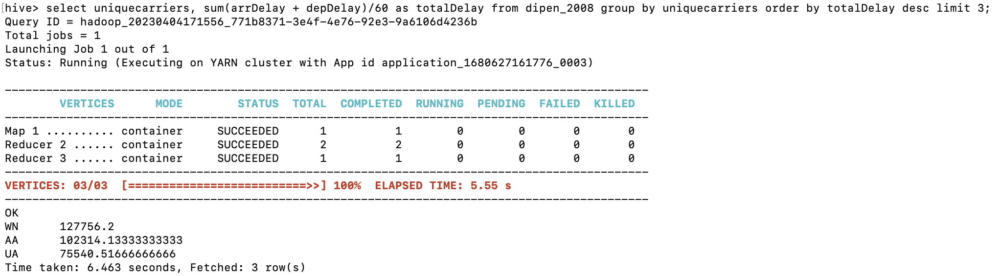 hive> select uniquecarriers, sum(arrDelay + depDelay)/60 as totalDelay from dipen_2008 group by uniquecarriers order by totalDelay desc limit 3;
Query ID = hadoop_20230404171556_771b8371-3e4f-4e76-92e3-9a6106d4236b
Total jobs = 1
Launching Job 1 out of 1
Status: Running (Executing on YARN cluster with App id application_1680627161776_0003)

----------------------------------------------------------------------------------------------
        VERTICES      MODE        STATUS  TOTAL  COMPLETED  RUNNING  PENDING  FAILED  KILLED
----------------------------------------------------------------------------------------------
Map 1 .......... container     SUCCEEDED      1          1        0        0       0       0
Reducer 2 ...... container     SUCCEEDED      2          2        0        0       0       0
Reducer 3 ...... container     SUCCEEDED      1          1        0        0       0       0
----------------------------------------------------------------------------------------------
VERTICES: 03/03  [==========================>>] 100%  ELAPSED TIME: 5.55 s
----------------------------------------------------------------------------------------------
OK
WN      127756.2
AA      102314.13333333333
UA      75540.51666666666
Time taken: 6.463 seconds, Fetched: 3 row(s)